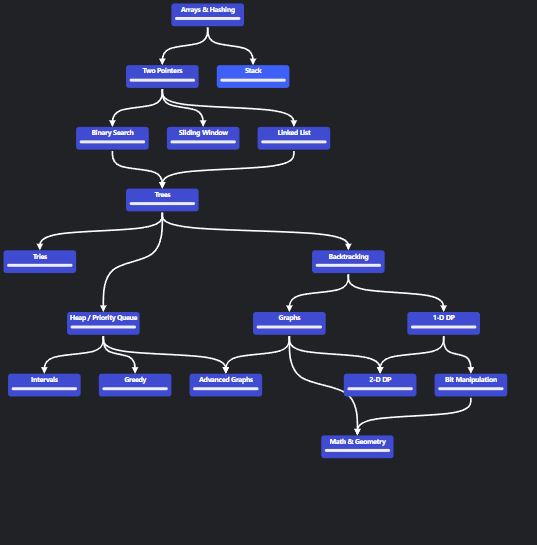 Arrays & Hashing
Two Pointers
Stack
Binary Search
Sliding Window
Linked List
Trees
Tries
Backtracking
Heap / Priority Queue
Graphs
1-D DP
Intervals
Greedy
Advanced Graphs
2-D DP
Bit Manipulation
Math & Geometry